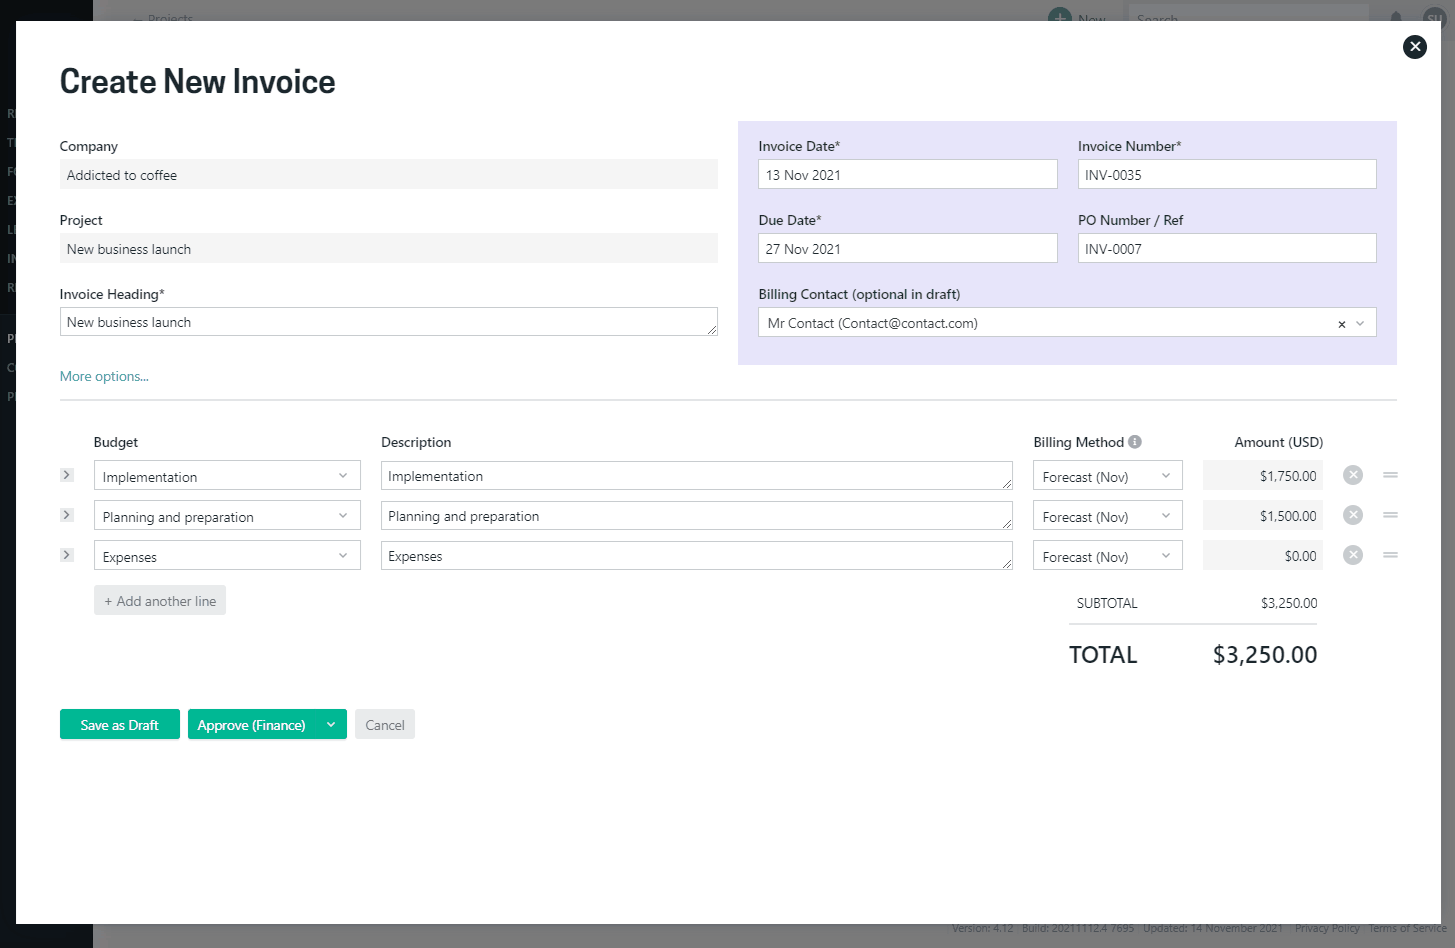 ← Projects
New
Search
SU
Create New Invoice
Company
Addicted to coffee
Project
New business launch
Invoice Heading*
New business launch
More options...
Invoice Date*
Invoice Number*
13 Nov 2021
INV-0035
Due Date*
PO Number / Ref
27 Nov 2021
INV-0007
Billing Contact (optional in draft)
Mr Contact (Contact@contact.com)
Budget
Description
Billing Method
Amount (USD)
Implementation
Implementation
Forecast (Nov)
$1,750.00
Planning and preparation
Planning and preparation
Forecast (Nov)
$1,500.00
Expenses
Expenses
Forecast (Nov)
$0.00
+ Add another line
SUBTOTAL
$3,250.00
TOTAL
$3,250.00
Save as Draft
Approve (Finance)
Cancel
Version: 4.12 Build: 20211112.4 7695 Updated: 14 November 2021 Privacy Policy Terms of Service